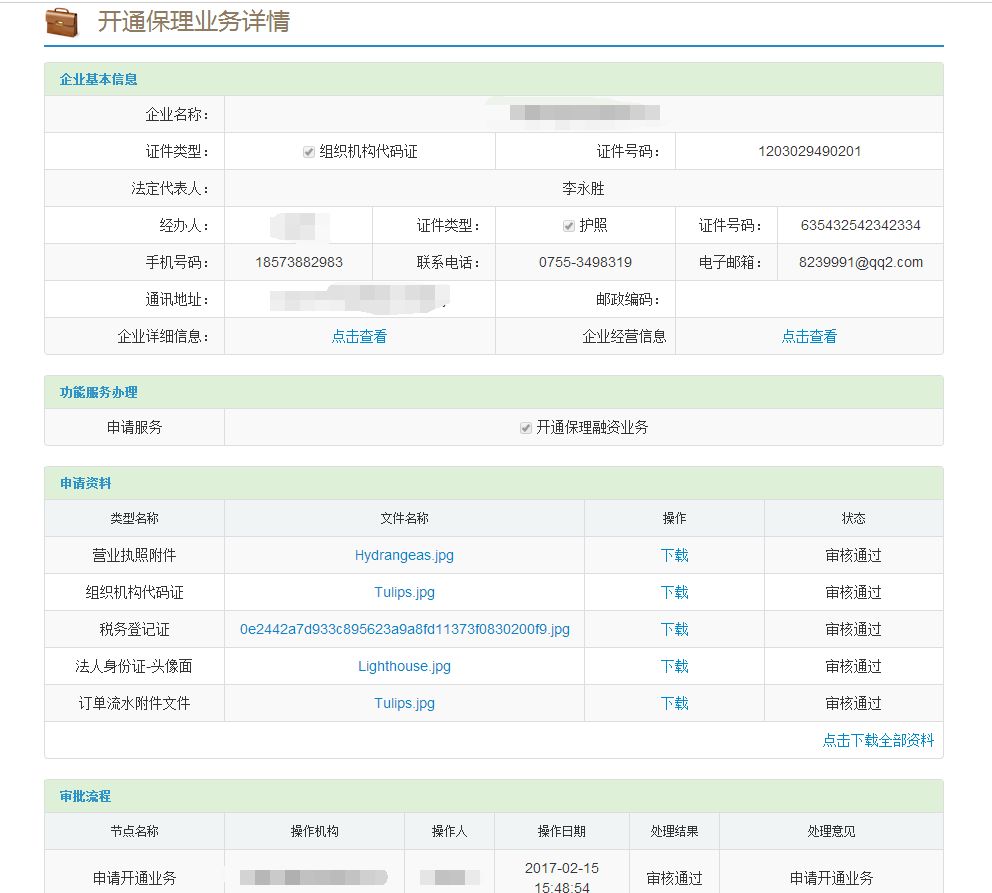 开通保理业务详情
企业基本信息
企业名称：
证件类型： 组织机构代码证 证件号码： 1203029490201
法定代表人： 李永胜
经办人： 证件类型： 护照 证件号码： 635432542342334
手机号码： 18573882983 联系电话： 0755-3498319 电子邮箱： 8239991@qq2.com
通讯地址： 邮政编码：
企业详细信息： 点击查看 企业经营信息 点击查看
功能服务办理
申请服务 开通保理融资业务
申请资料
类型名称 文件名称 操作 状态
营业执照附件 Hydrangeas.jpg 下载 审核通过
组织机构代码证 Tulips.jpg 下载 审核通过
税务登记证 0e2442a7d933c895623a9a8fd11373f0830200f9.jpg 下载 审核通过
法人身份证-头像面 Lighthouse.jpg 下载 审核通过
订单流水附件文件 Tulips.jpg 下载 审核通过
点击下载全部资料
审批流程
节点名称 操作机构 操作人 操作日期 处理结果 处理意见
申请开通业务 2017-02-15 审核通过 申请开通业务
15:48:54